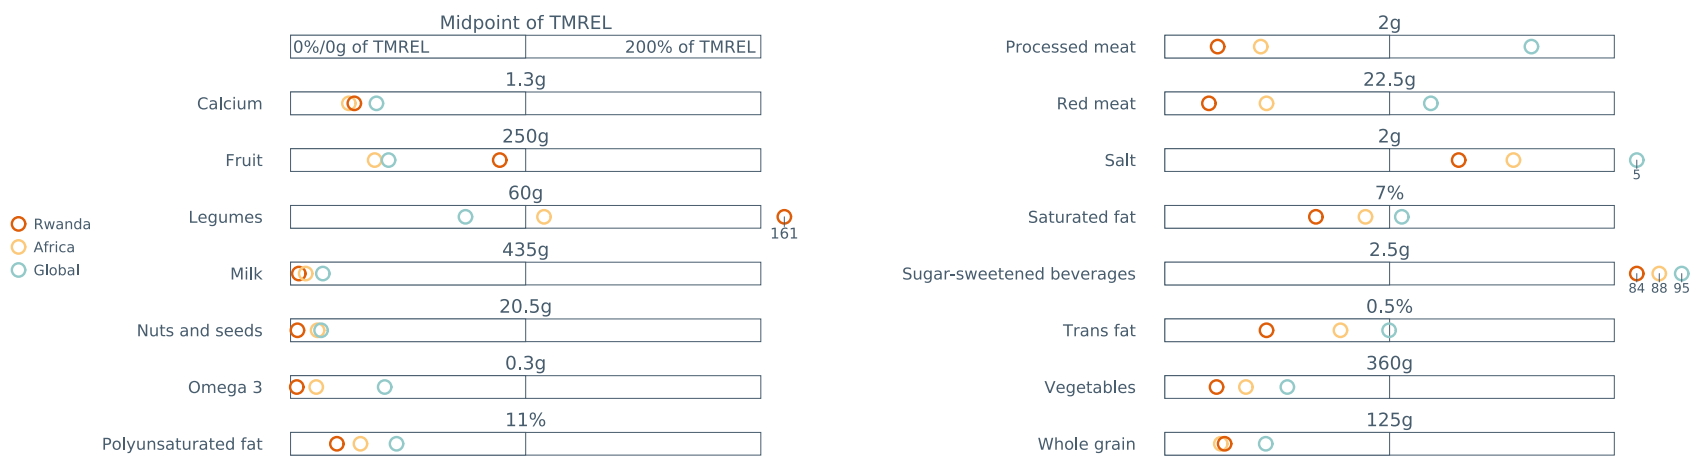 Midpoint of TMREL
0%/0g of TMREL 200% of TMREL
1.3g
Calcium
250g
Fruit
60g
Legumes
161
435g
Milk
20.5g
Nuts and seeds
0.3g
Omega 3
11%
Polyunsaturated fat
Rwanda
Africa
Global
2g
Processed meat
22.5g
Red meat
2g
Salt
5
7%
Saturated fat
2.5g
Sugar-sweetened beverages
84 88 95
0.5%
Trans fat
360g
Vegetables
125g
Whole grain